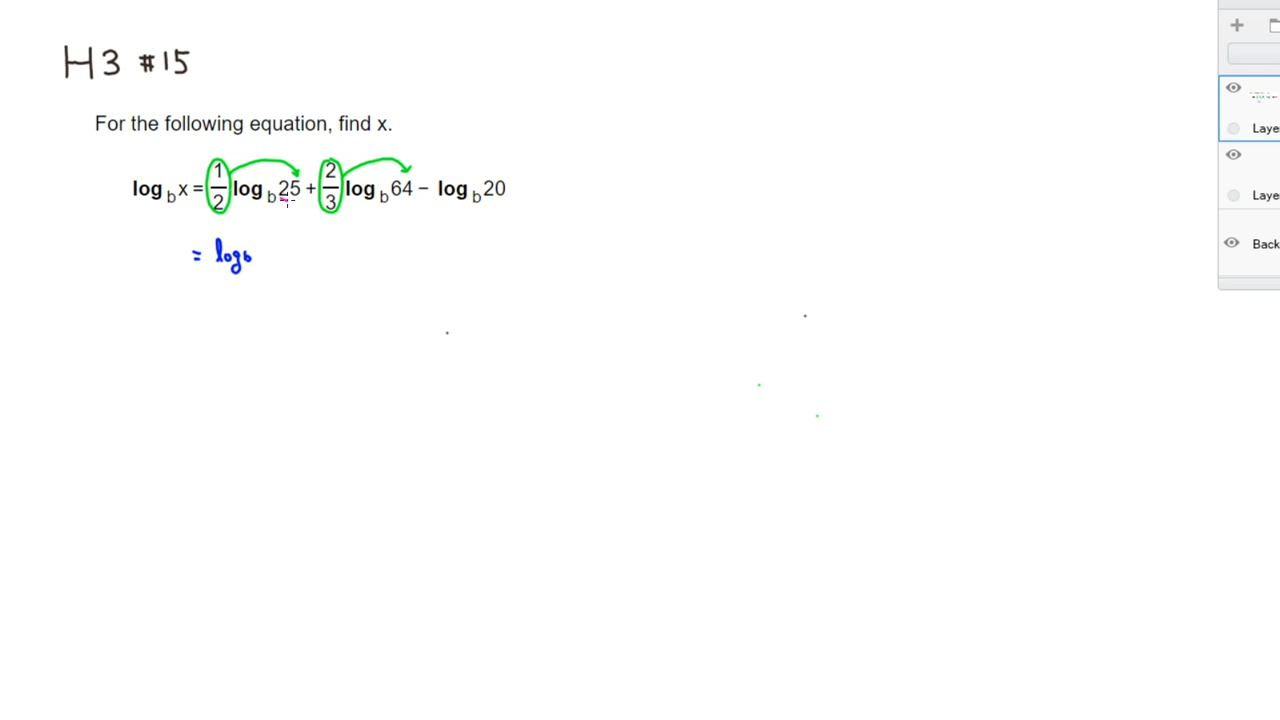 H3 #15
For the following equation, find x.
log b x = 1/2 log b 25 + 2/3 log b 64 − log b 20
= log b
Laye
Laye
Back